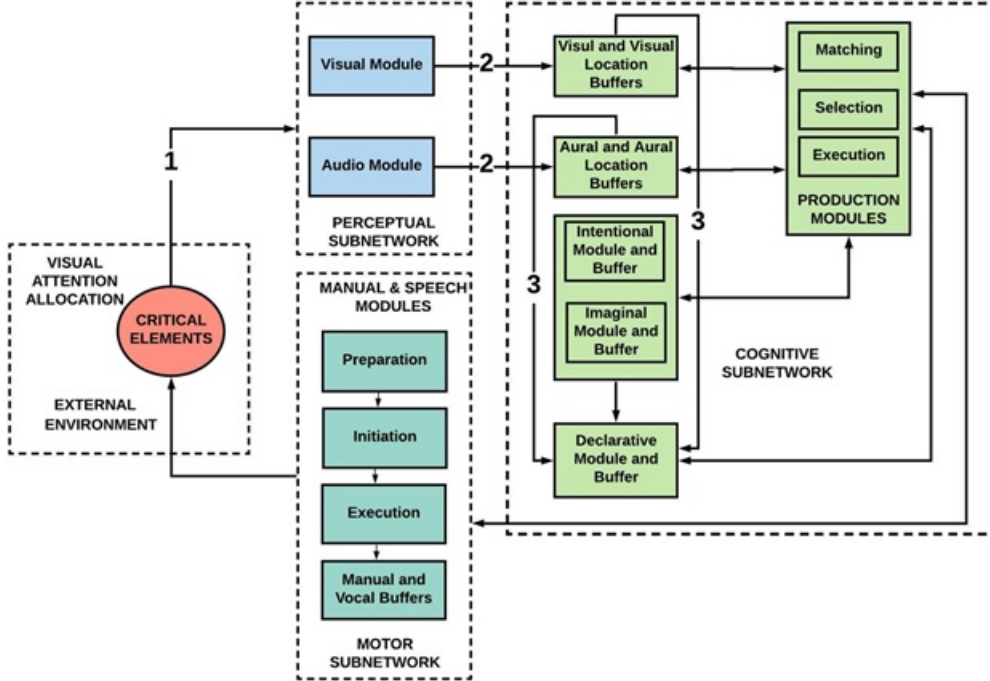 VISUAL
ATTENTION
ALLOCATION
CRITICAL
ELEMENTS
EXTERNAL
ENVIRONMENT
1
Visual Module
Audio Module
PERCEPTUAL
SUBNETWORK
MANUAL & SPEECH
MODULES
Preparation
Initiation
Execution
Manual and
Vocal Buffers
MOTOR
SUBNETWORK
2
2
Visul and Visual
Location
Buffers
Aural and Aural
Location
Buffers
Intentional
Module and
Buffer
Imaginal
Module and
Buffer
Declarative
Module and
Buffer
3
3
Matching
Selection
Execution
PRODUCTION
MODULES
COGNITIVE
SUBNETWORK